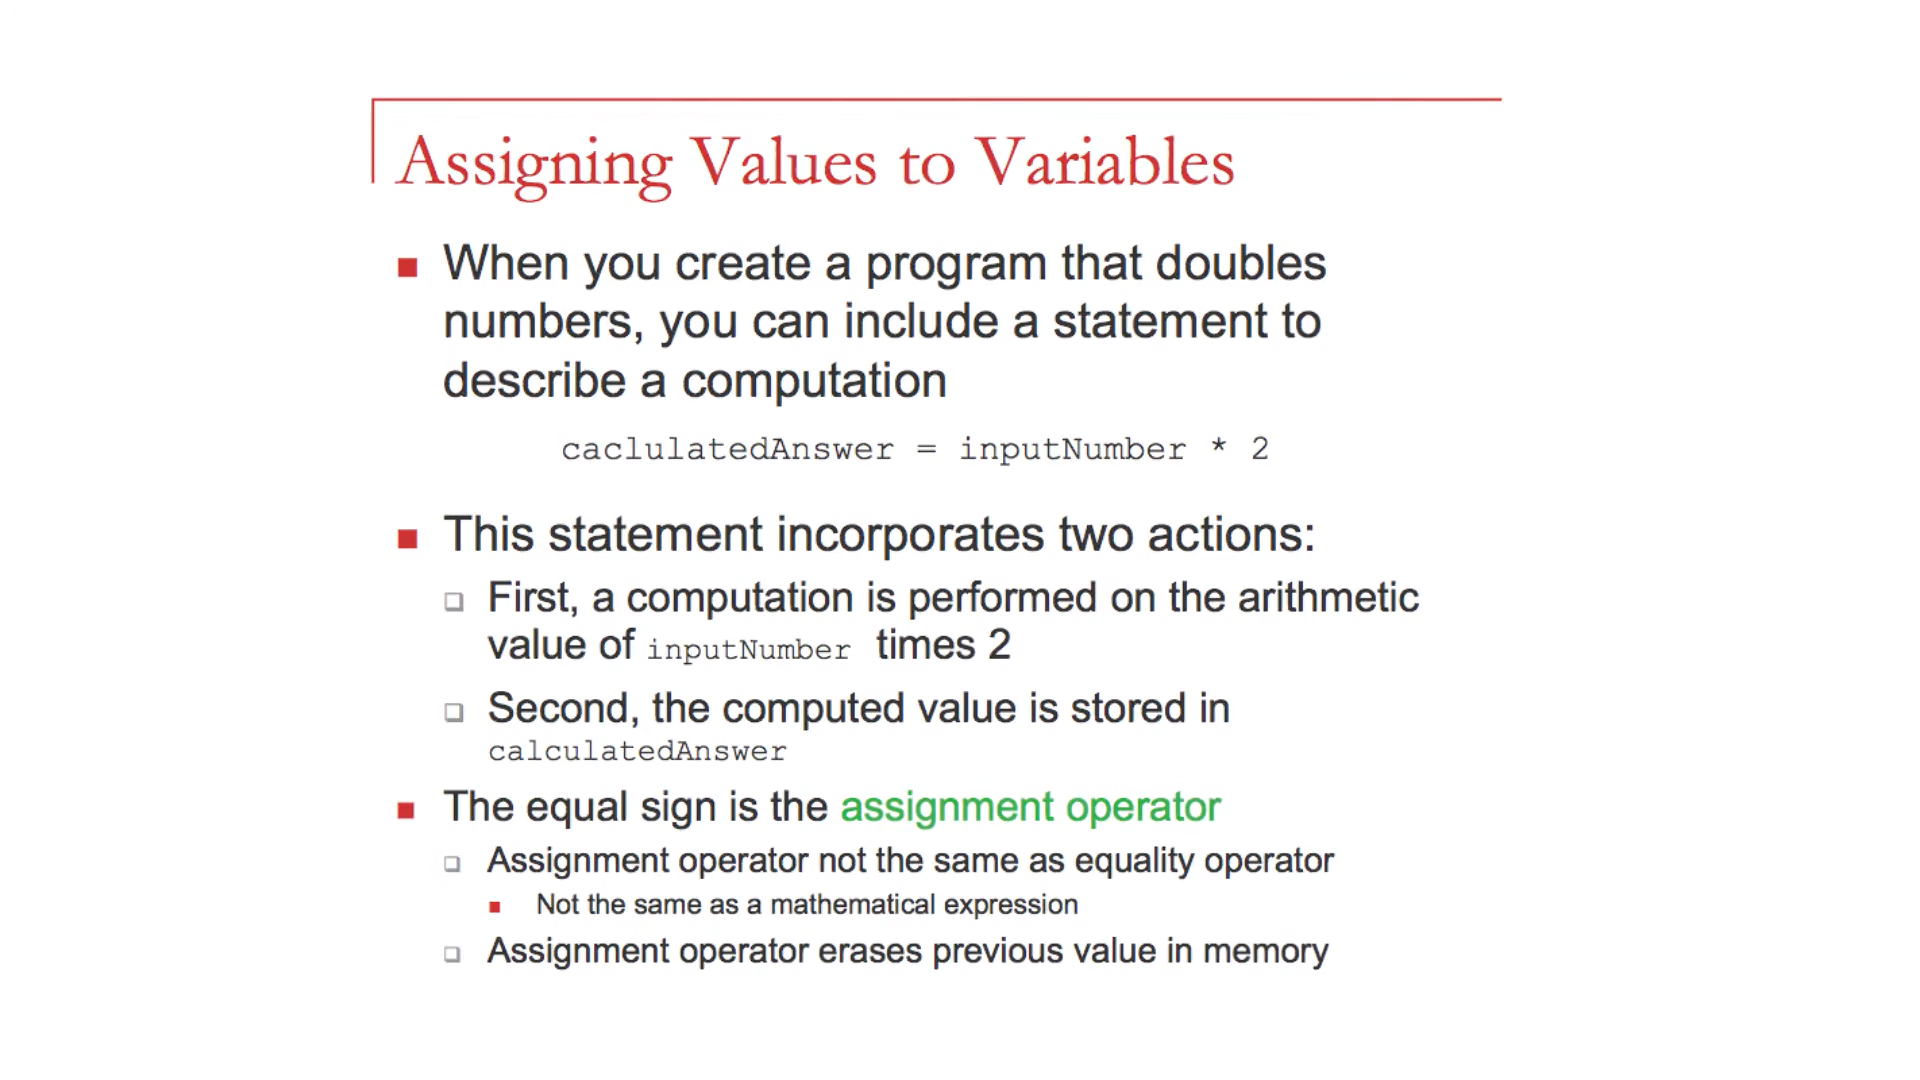 Assigning Values to Variables
When you create a program that doubles
numbers, you can include a statement to
describe a computation
caclulatedAnswer = inputNumber * 2
This statement incorporates two actions:
First, a computation is performed on the arithmetic
value of inputNumber times 2
Second, the computed value is stored in
calculatedAnswer
The equal sign is the assignment operator
Assignment operator not the same as equality operator
Not the same as a mathematical expression
Assignment operator erases previous value in memory